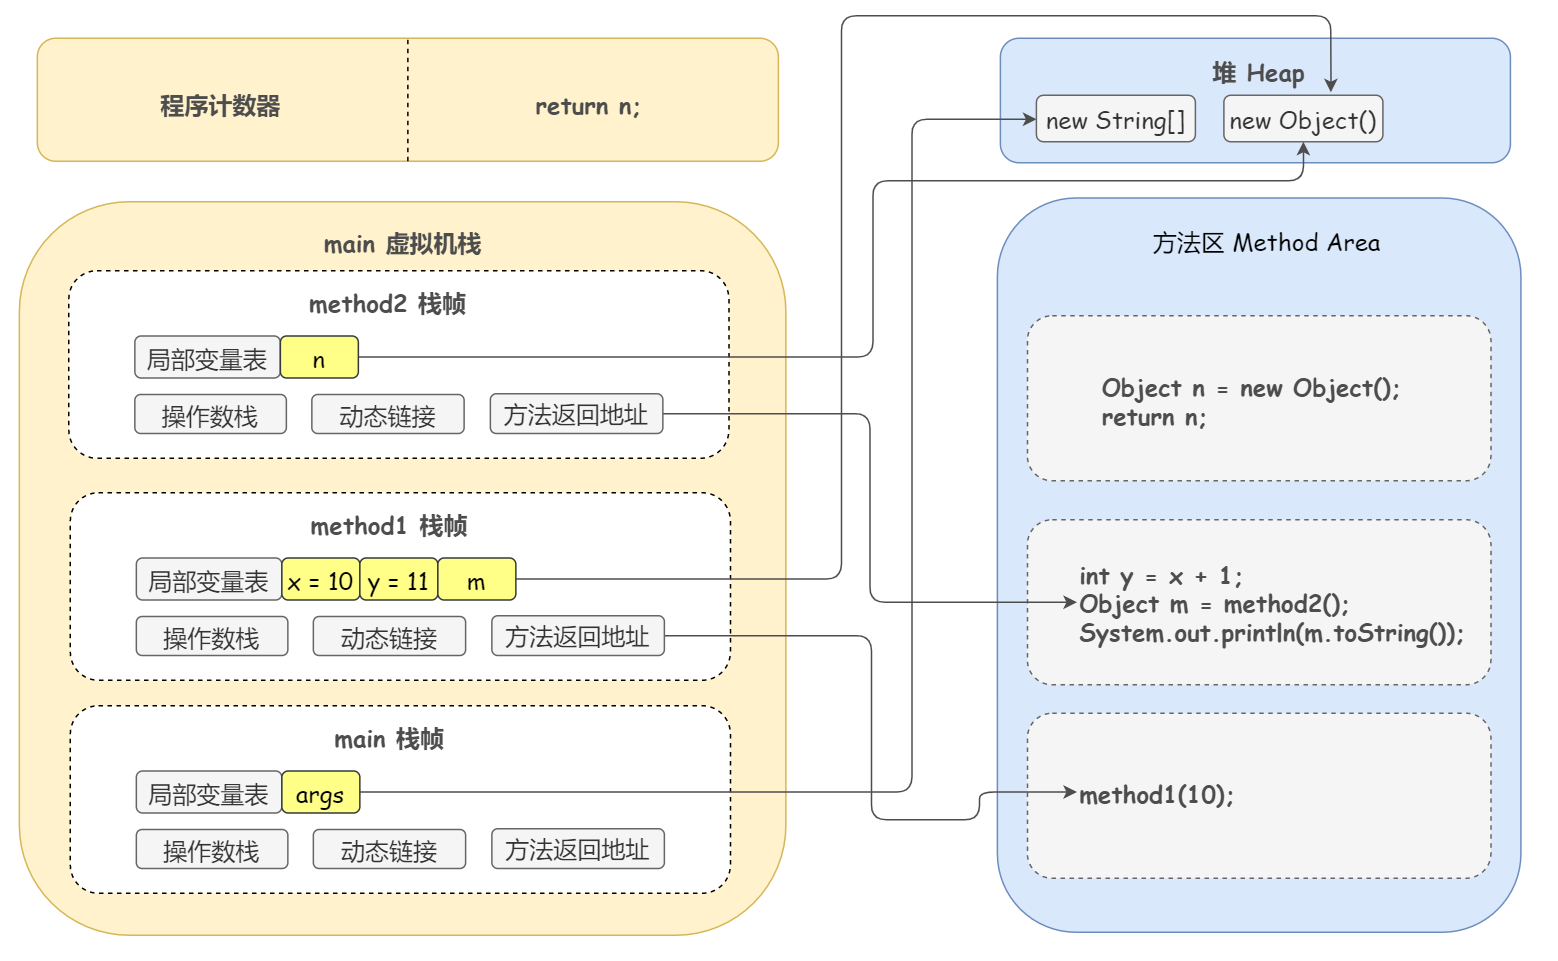 程序计数器
return n;
main 虚拟机栈
method2 栈帧
局部变量表 n
操作数栈 动态链接 方法返回地址
method1 栈帧
局部变量表 x = 10 y = 11 m
操作数栈 动态链接 方法返回地址
main 栈帧
局部变量表 args
操作数栈 动态链接 方法返回地址
堆 Heap
new String[] new Object()
方法区 Method Area
Object n = new Object();
return n;
int y = x + 1;
Object m = method2();
System.out.println(m.toString());
method1(10);